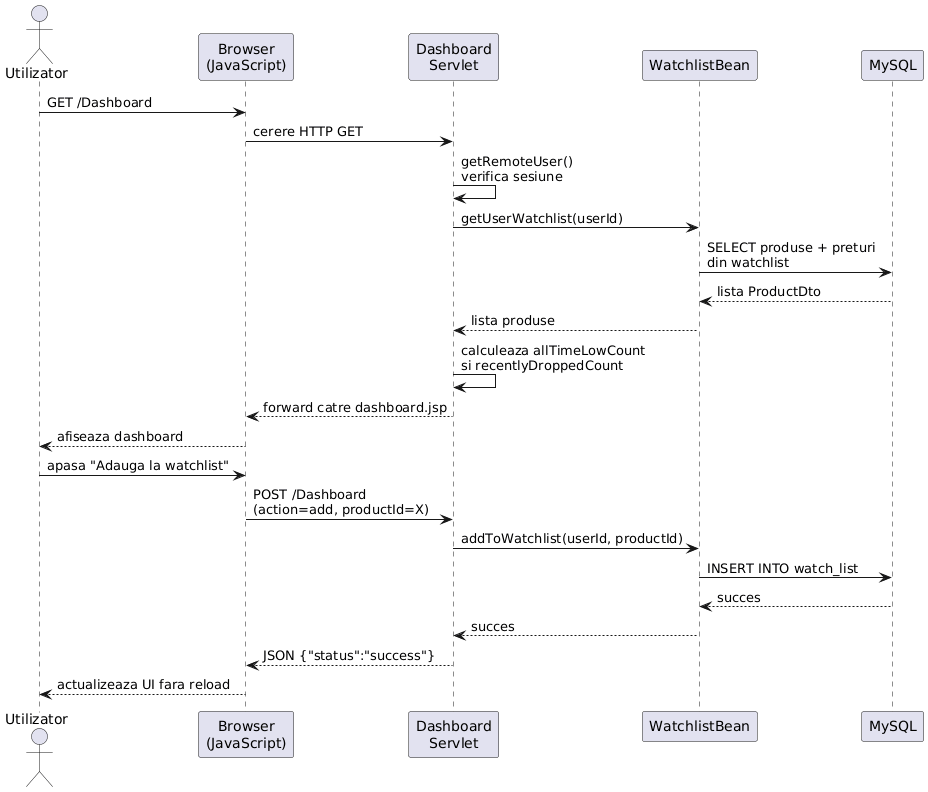 Utilizator
Browser
(JavaScript)
Dashboard
Servlet
WatchlistBean
MySQL
GET /Dashboard
cerere HTTP GET
getRemoteUser()
verifica sesiune
getUserWatchlist(userId)
SELECT produse + preturi
din watchlist
lista ProductDto
lista produse
calculeaza allTimeLowCount
si recentlyDroppedCount
forward catre dashboard.jsp
afiseaza dashboard
apasa "Adauga la watchlist"
POST /Dashboard
(action=add, productId=X)
addToWatchlist(userId, productId)
INSERT INTO watch_list
succes
succes
JSON {"status":"success"}
actualizeaza UI fara reload
Utilizator
Browser
(JavaScript)
Dashboard
Servlet
WatchlistBean
MySQL